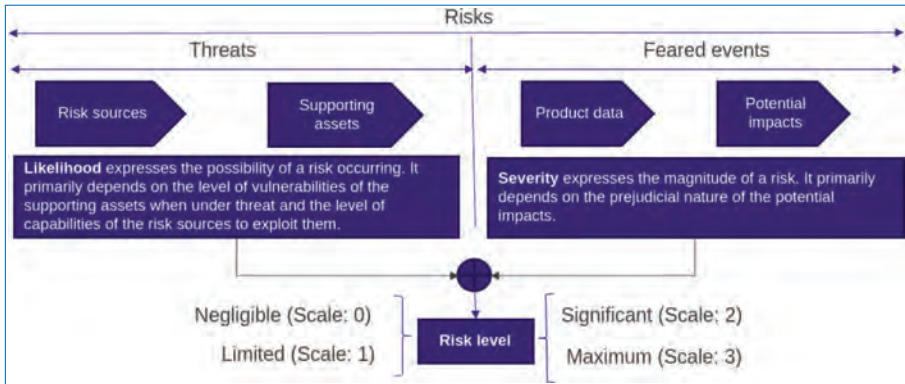 Risks
Threats
Feared events
Risk sources
Supporting
assets
Product data
Potential
impacts
Likelihood expresses the possibility of a risk occurring. It
primarily depends on the level of vulnerabilities of the
supporting assets when under threat and the level of
capabilities of the risk sources to exploit them.
Severity expresses the magnitude of a risk. It primarily
depends on the prejudicial nature of the potential
impacts.
Negligible (Scale: 0)
Limited (Scale: 1)
Risk level
Significant (Scale: 2)
Maximum (Scale: 3)